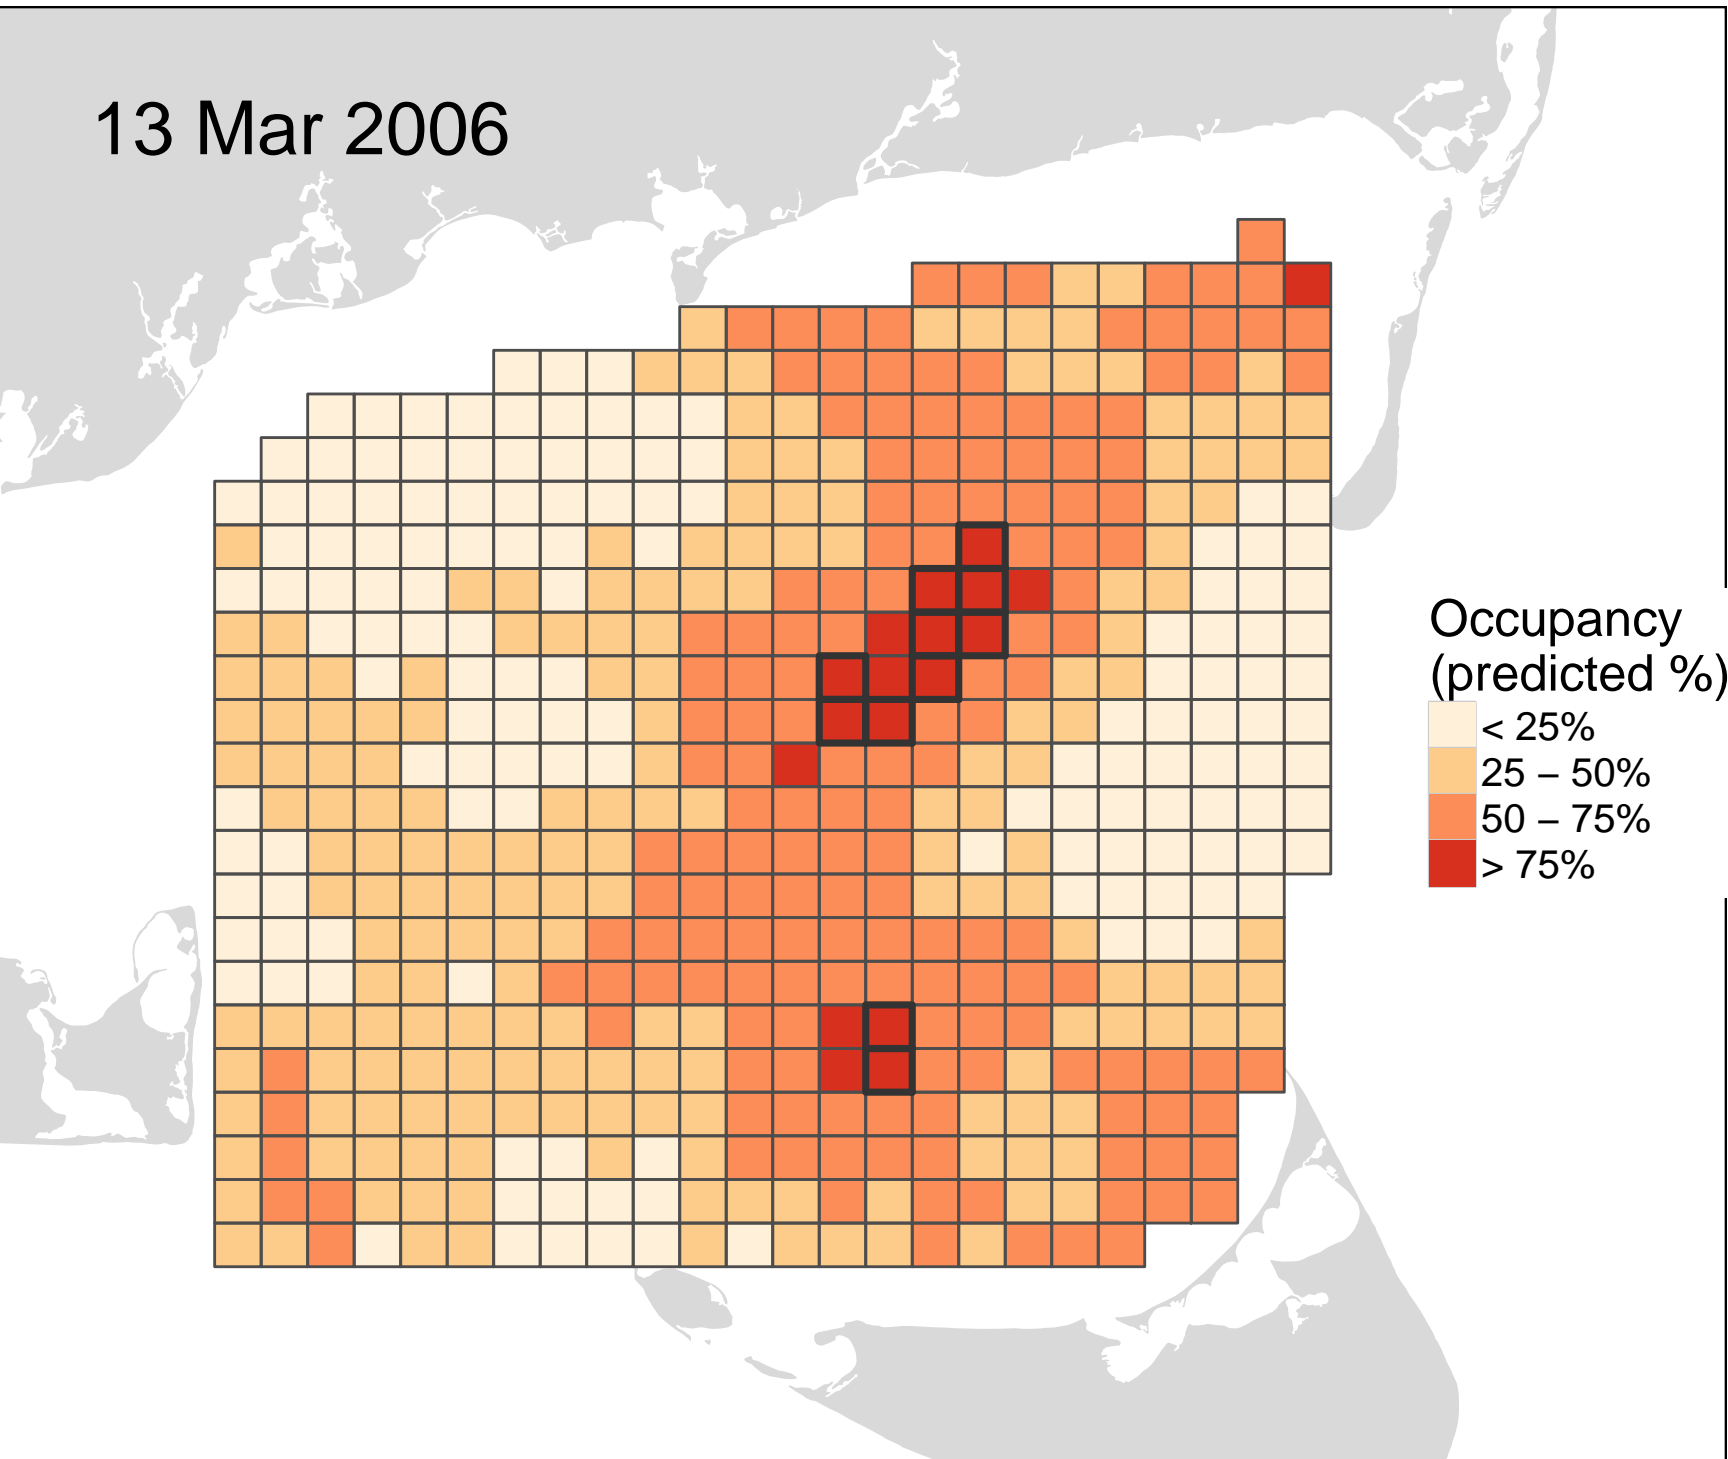 13 Mar 2006
Occupancy
(predicted %)
< 25%
25 – 50%
50 – 75%
> 75%